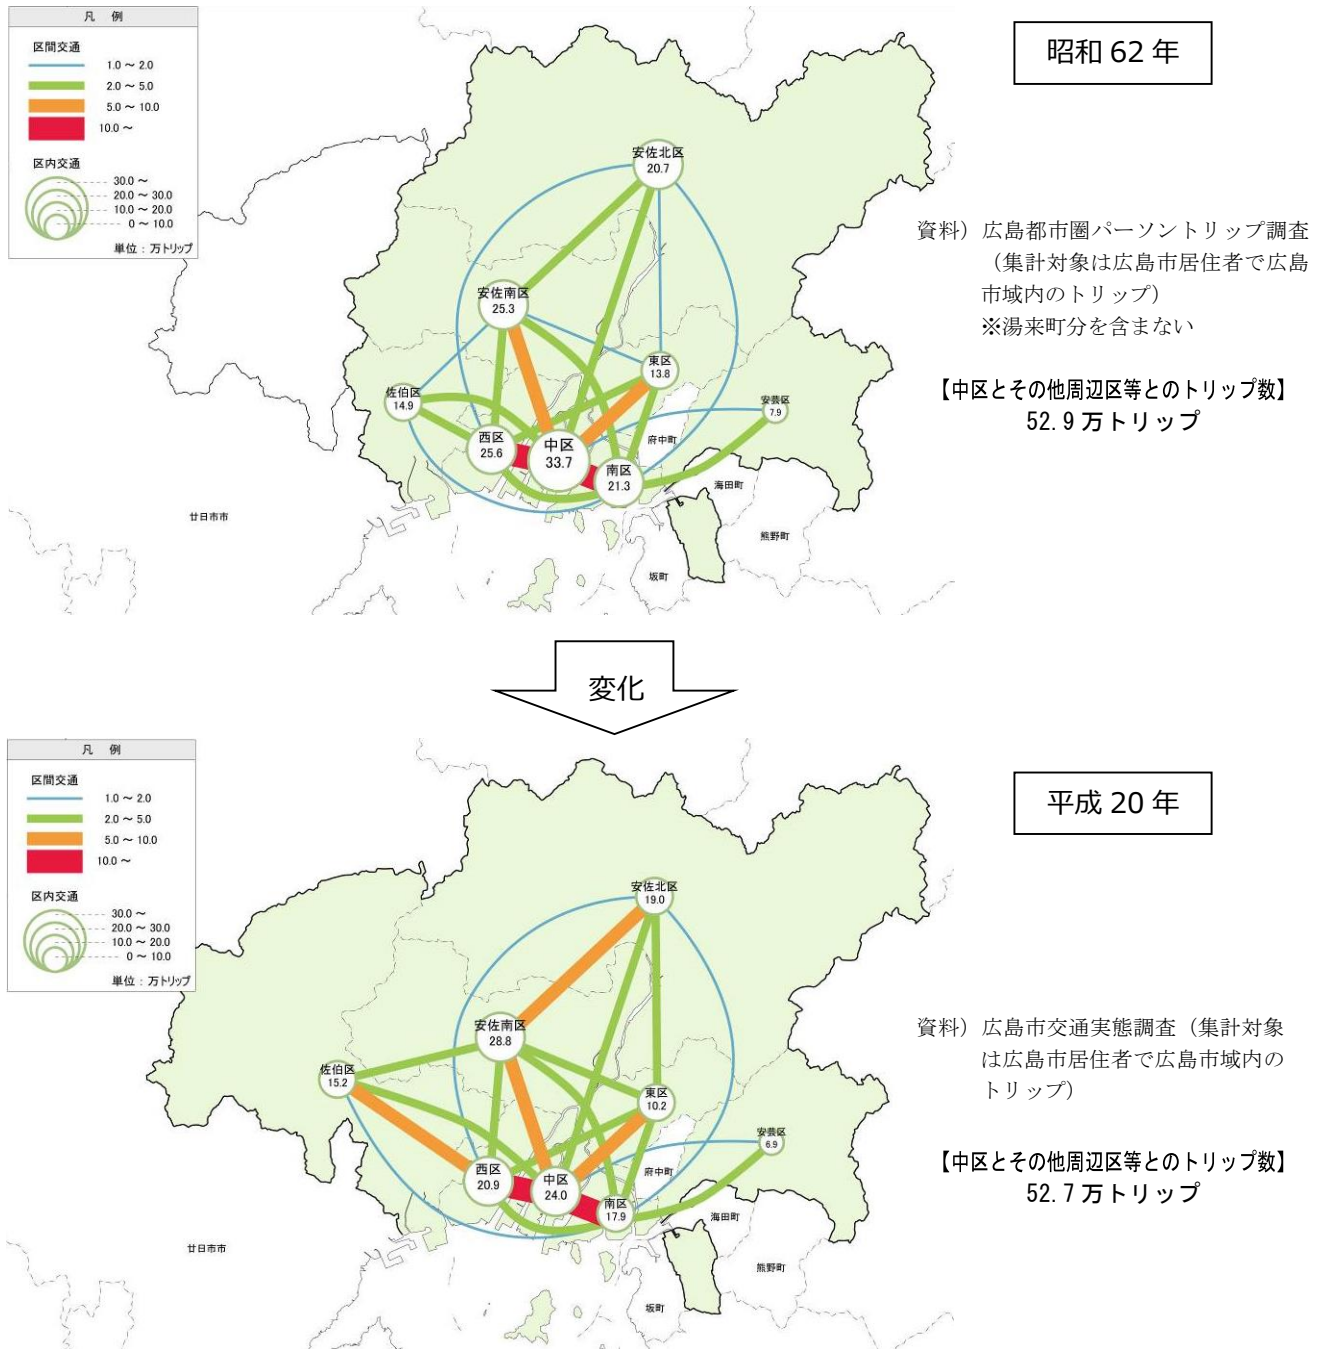 凡 例
区間交通
1.0 ~ 2.0
2.0 ~ 5.0
5.0 ~ 10.0
10.0 ~
区内交通
30.0 ~
20.0 ~ 30.0
10.0 ~ 20.0
0 ~ 10.0
単位：万トリップ
昭和 62 年
安佐北区
20.7
安佐南区
25.3
東区
13.8
佐伯区
14.9
安芸区
7.9
西区
25.6
中区
33.7
南区
21.3
府中町
海田町
熊野町
坂町
廿日市市
資料）広島都市圏パーソントリップ調査
（集計対象は広島市居住者で広島
市域内のトリップ）
※湯来町分を含まない
【中区とその他周辺区等とのトリップ数】
52.9 万トリップ
変化
凡 例
区間交通
1.0 ~ 2.0
2.0 ~ 5.0
5.0 ~ 10.0
10.0 ~
区内交通
30.0 ~
20.0 ~ 30.0
10.0 ~ 20.0
0 ~ 10.0
単位：万トリップ
平成 20 年
安佐北区
19.0
安佐南区
28.8
佐伯区
15.2
東区
10.2
安芸区
6.9
西区
20.9
中区
24.0
南区
17.9
府中町
海田町
熊野町
坂町
廿日市市
資料）広島市交通実態調査（集計対象
は広島市居住者で広島市域内の
トリップ）
【中区とその他周辺区等とのトリップ数】
52.7 万トリップ